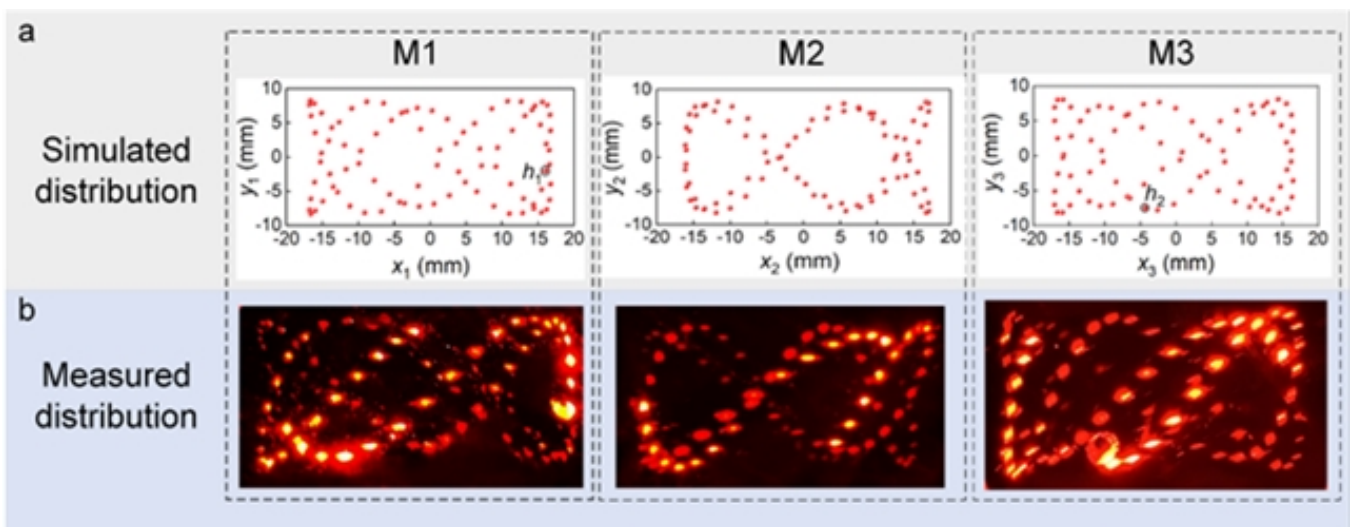 a
M1
M2
M3
Simulated
distribution
10
5
0
-5
-10
y₁ (mm)
h₁
-20 -15 -10 -5 0 5 10 15 20
x₁ (mm)
10
5
0
-5
-10
y₂ (mm)
-20 -15 -10 -5 0 5 10 15 20
x₂ (mm)
10
5
0
-5
-10
y₃ (mm)
h₂
-20 -15 -10 -5 0 5 10 15 20
x₃ (mm)
b
Measured
distribution